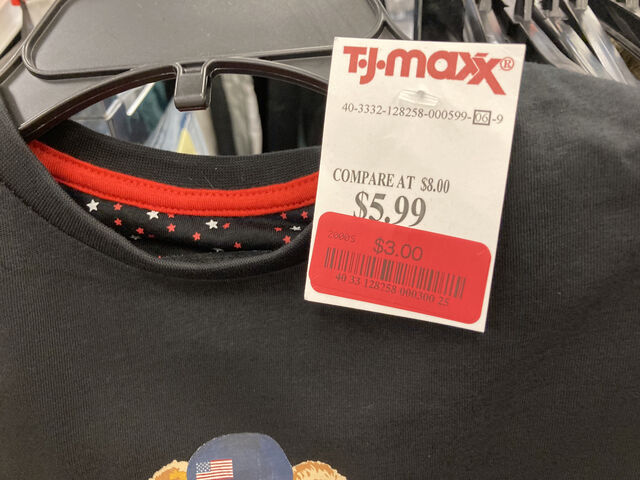 T·J·maxx®
40-3332-128258-000599-06-9
COMPARE AT $8.00
$5.99
2600S
$3.00
40 33 128258 000300 25